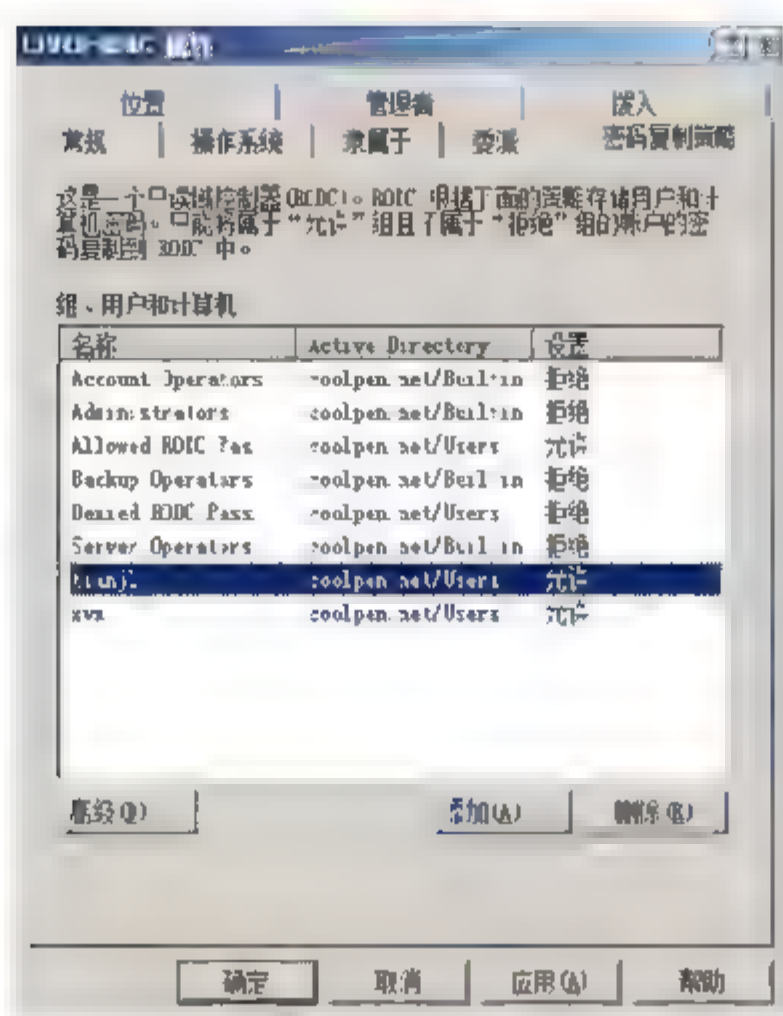 属性
位置 管理者 拨入
常规 操作系统 隶属于 委派 密码复制策略
这是一个只读域控制器(RODC)。RODC 根据下面的策略存储用户和计
算机密码。只能将属于“允许”组且不属于“拒绝”组的账户的密
码复制到 RODC 中。
组、用户和计算机
名称 Active Directory 设置
Account Operators coolpen.net/Builtin 拒绝
Administrators coolpen.net/Builtin 拒绝
Allowed RODC Pas coolpen.net/Users 允许
Backup Operators coolpen.net/Builtin 拒绝
Denied RODC Pass coolpen.net/Users 拒绝
Server Operators coolpen.net/Builtin 拒绝
coolpen.net/Users 允许
coolpen.net/Users 允许
高级 添加(A) 删除(R)
确定 取消 应用(A) 帮助